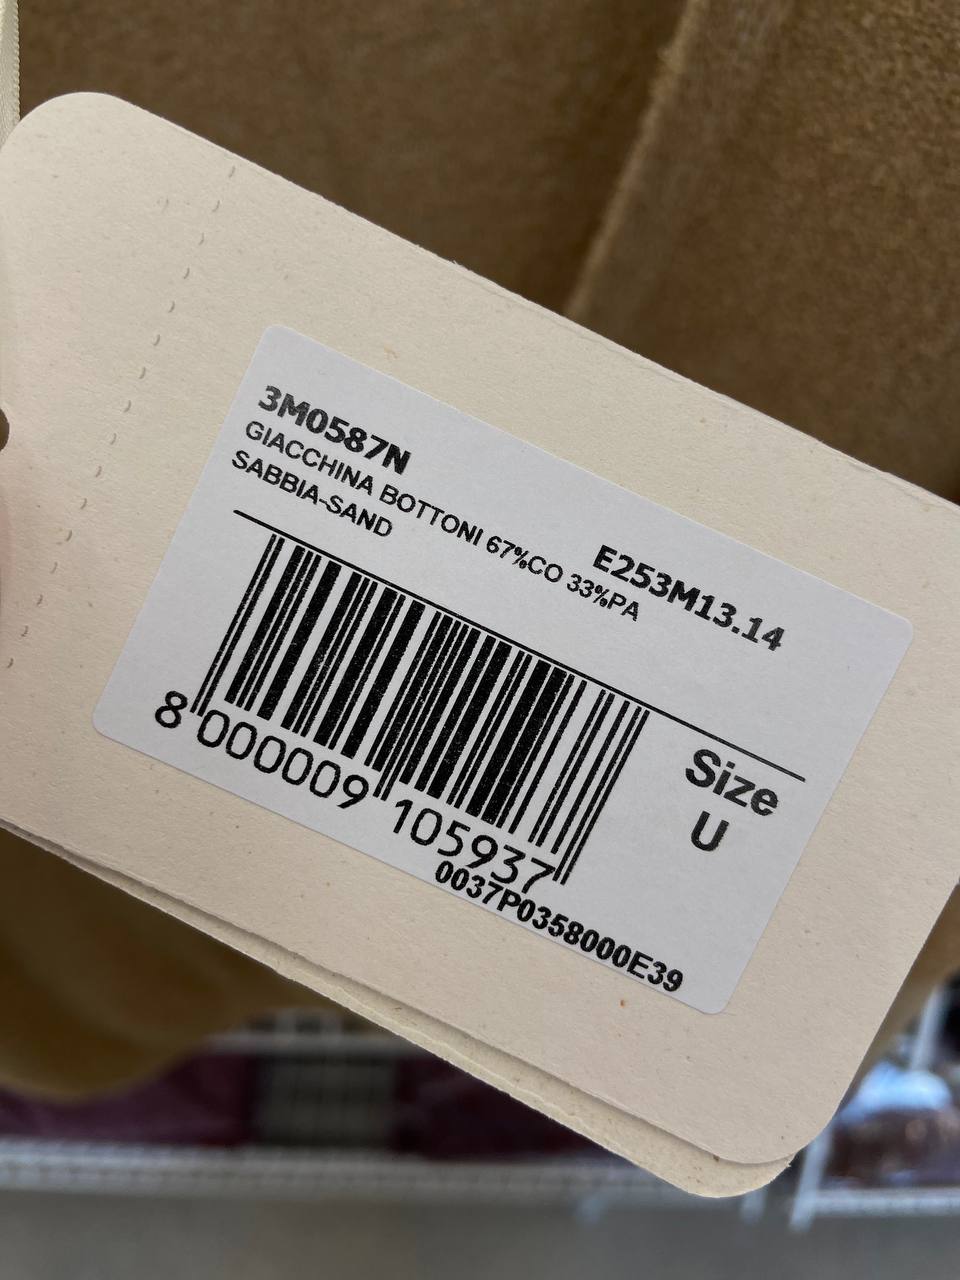 3M0587N
GIACCHINA BOTTONI 67%CO 33%PA
SABBIA-SAND
E253M13.14
8 000009 105937
0037P0358000E39
Size
U